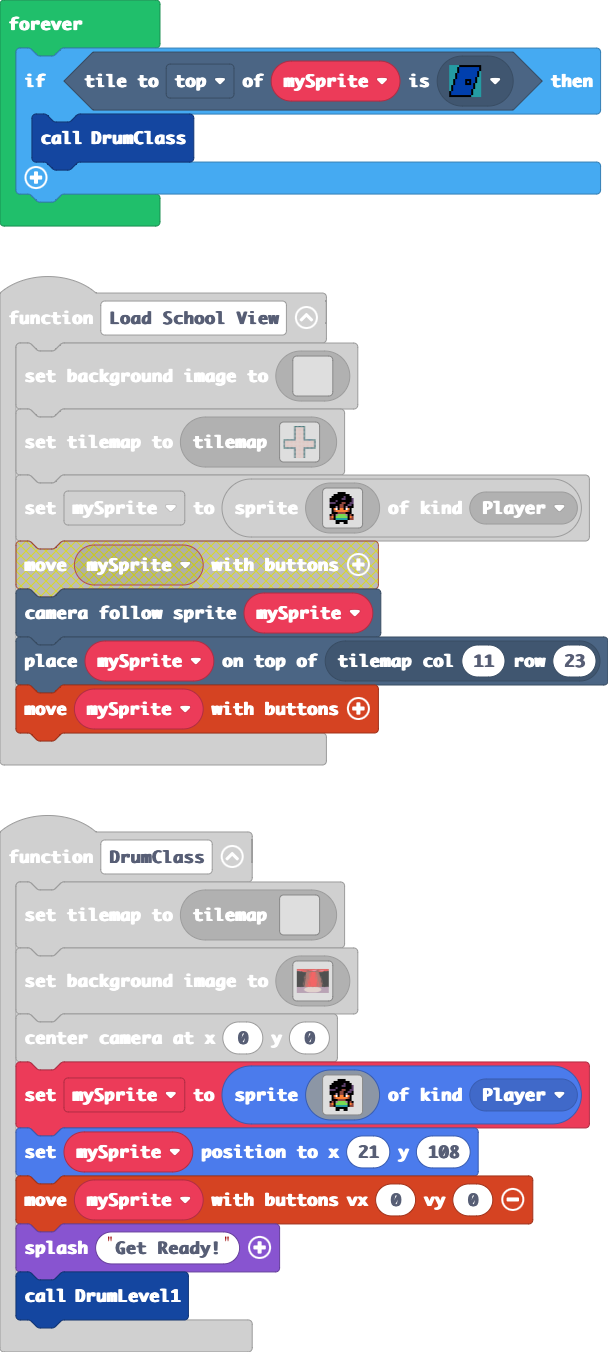 forever
if tile to top of mySprite is then
call DrumClass
function Load School View
set background image to
set tilemap to tilemap
set mySprite to sprite of kind Player
move mySprite with buttons
camera follow sprite mySprite
place mySprite on top of tilemap col 11 row 23
move mySprite with buttons
function DrumClass
set tilemap to tilemap
set background image to
center camera at x 0 y 0
set mySprite to sprite of kind Player
set mySprite position to x 21 y 108
move mySprite with buttons vx 0 vy 0
splash "Get Ready!"
call DrumLevel1